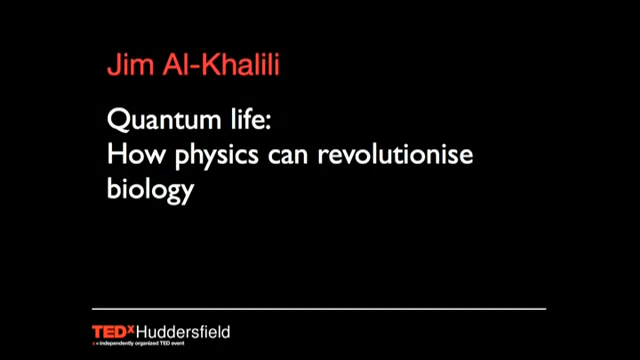 Jim Al-Khalili
Quantum life:
How physics can revolutionise
biology
TEDxHuddersfield
x = independently organized TED event